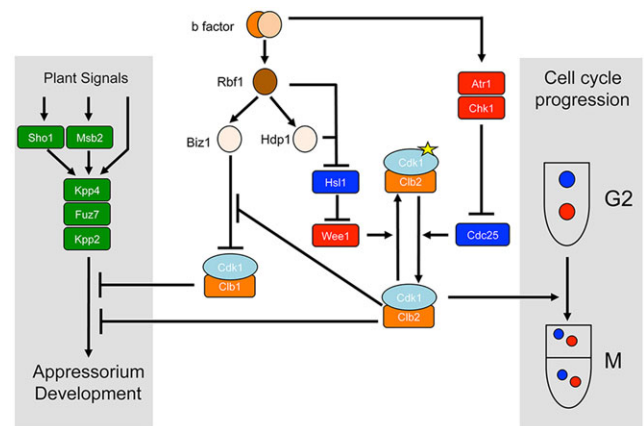 b factor
Plant Signals
Cell cycle
progression
Rbf1
Atr1
Chk1
Sho1
Msb2
Biz1
Hdp1
Cdk1
Clb2
Kpp4
Fuz7
Kpp2
Hsl1
Wee1
Cdc25
G2
Cdk1
Clb1
Cdk1
Clb2
Appressorium
Development
M